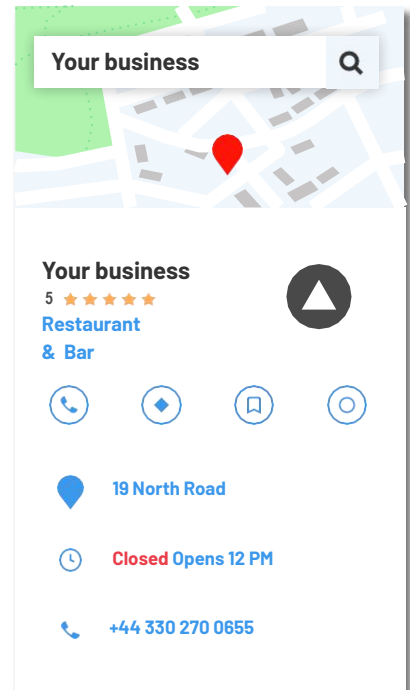 Your business
Your business
5
Restaurant
& Bar
19 North Road
Closed Opens 12 PM
+44 330 270 0655